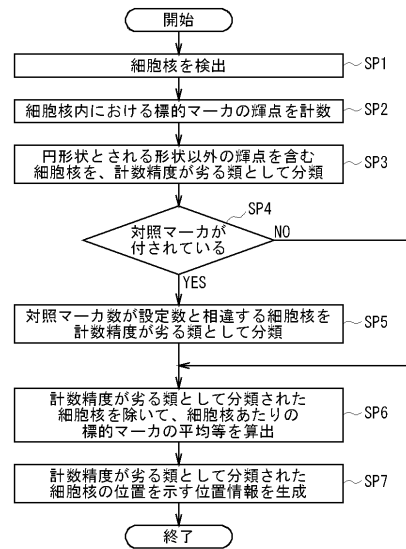 開始
細胞核を検出
SP1
細胞核内における標的マーカの輝点を計数
SP2
円形状とされる形状以外の輝点を含む
細胞核を、計数精度が劣る類として分類
SP3
SP4
対照マーカが
付されている
NO
YES
対照マーカ数が設定数と相違する細胞核を
計数精度が劣る類として分類
SP5
計数精度が劣る類として分類された
細胞核を除いて、細胞核あたりの
標的マーカの平均等を算出
SP6
計数精度が劣る類として分類された
細胞核の位置を示す位置情報を生成
SP7
終了